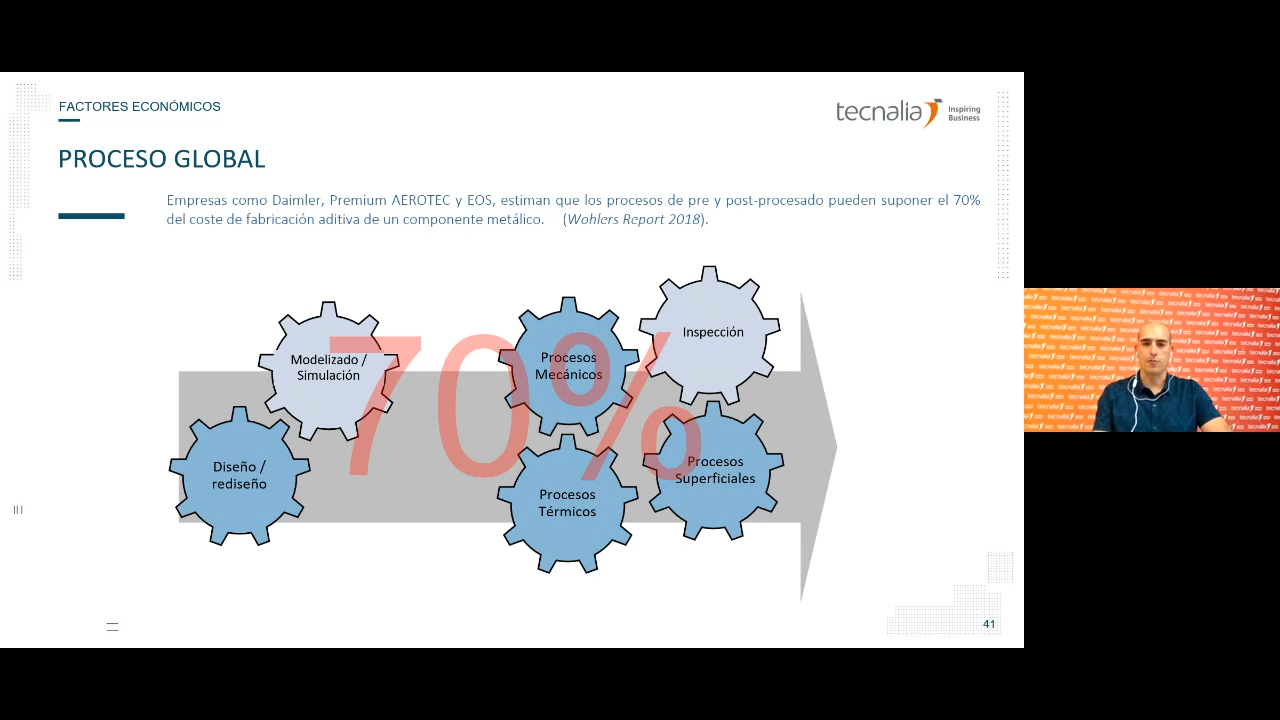 FACTORES ECONÓMICOS
tecnalia Inspiring
Business
PROCESO GLOBAL
Empresas como Daimler, Premium AEROTEC y EOS, estiman que los procesos de pre y post-procesado pueden suponer el 70%
del coste de fabricación aditiva de un componente metálico. (Wohlers Report 2018).
Inspección
Modelizado /
Simulación
Procesos
Mecánicos
70%
Diseño /
rediseño
Procesos
Superficiales
Procesos
Térmicos
41
tecnalia